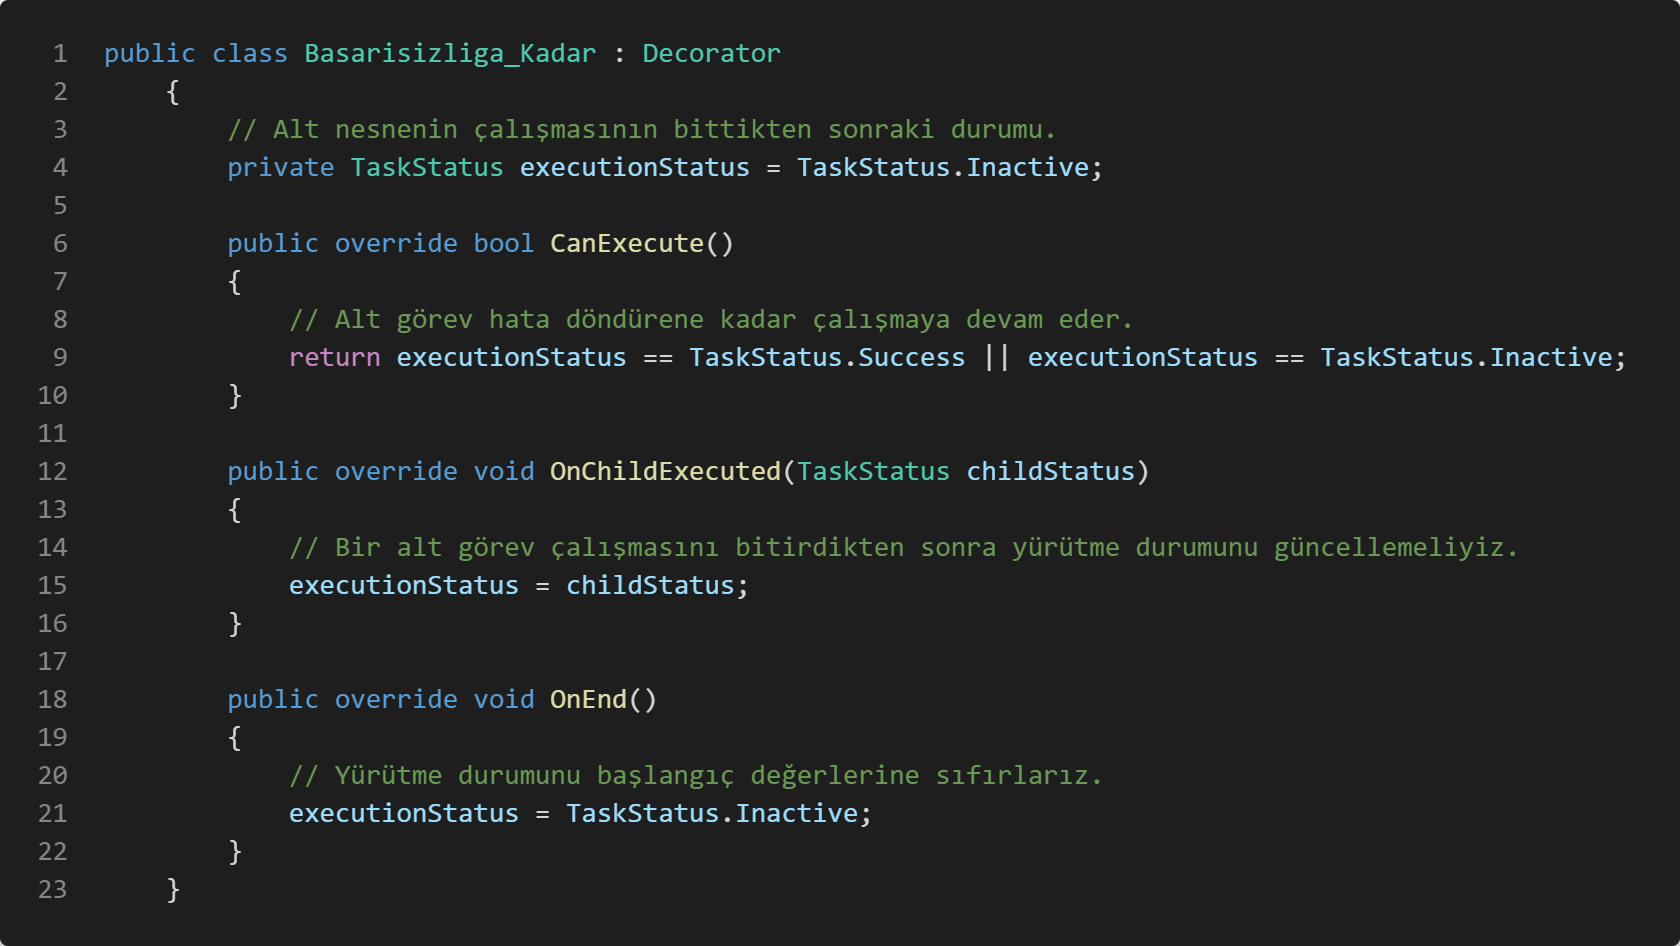 1 public class Basarisizliga_Kadar : Decorator
2 {
3 // Alt nesnenin çalışmasının bittikten sonraki durumu.
4 private TaskStatus executionStatus = TaskStatus.Inactive;
5
6 public override bool CanExecute()
7 {
8 // Alt görev hata döndürene kadar çalışmaya devam eder.
9 return executionStatus == TaskStatus.Success || executionStatus == TaskStatus.Inactive;
10 }
11
12 public override void OnChildExecuted(TaskStatus childStatus)
13 {
14 // Bir alt görev çalışmasını bitirdikten sonra yürütme durumunu güncellemeliyiz.
15 executionStatus = childStatus;
16 }
17
18 public override void OnEnd()
19 {
20 // Yürütme durumunu başlangıç değerlerine sıfırlarız.
21 executionStatus = TaskStatus.Inactive;
22 }
23 }